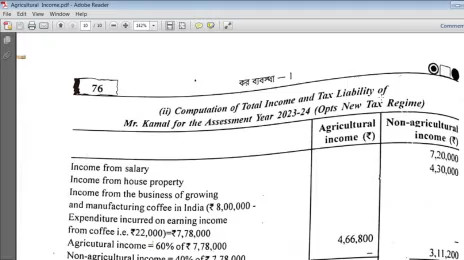 Agricultural Income.pdf - Adobe Reader
File Edit View Window Help
10 / 10
162%
Commen
76
কর ব্যবস্থা — I
(ii) Computation of Total Income and Tax Liability of
Mr. Kamal for the Assessment Year 2023-24 (Opts New Tax Regime)
Agricultural income (₹)
Non-agricultural income (₹)
Income from salary 7,20,000
Income from house property 4,30,000
Income from the business of growing
and manufacturing coffee in India (₹ 8,00,000 -
Expenditure incurred on earning income
from coffee i.e. ₹22,000)=₹7,78,000
Agricutural income = 60% of ₹ 7,78,000 4,66,800 –
Non-agricultural income = 40% of ₹ 7,78,000 – 3,11,200